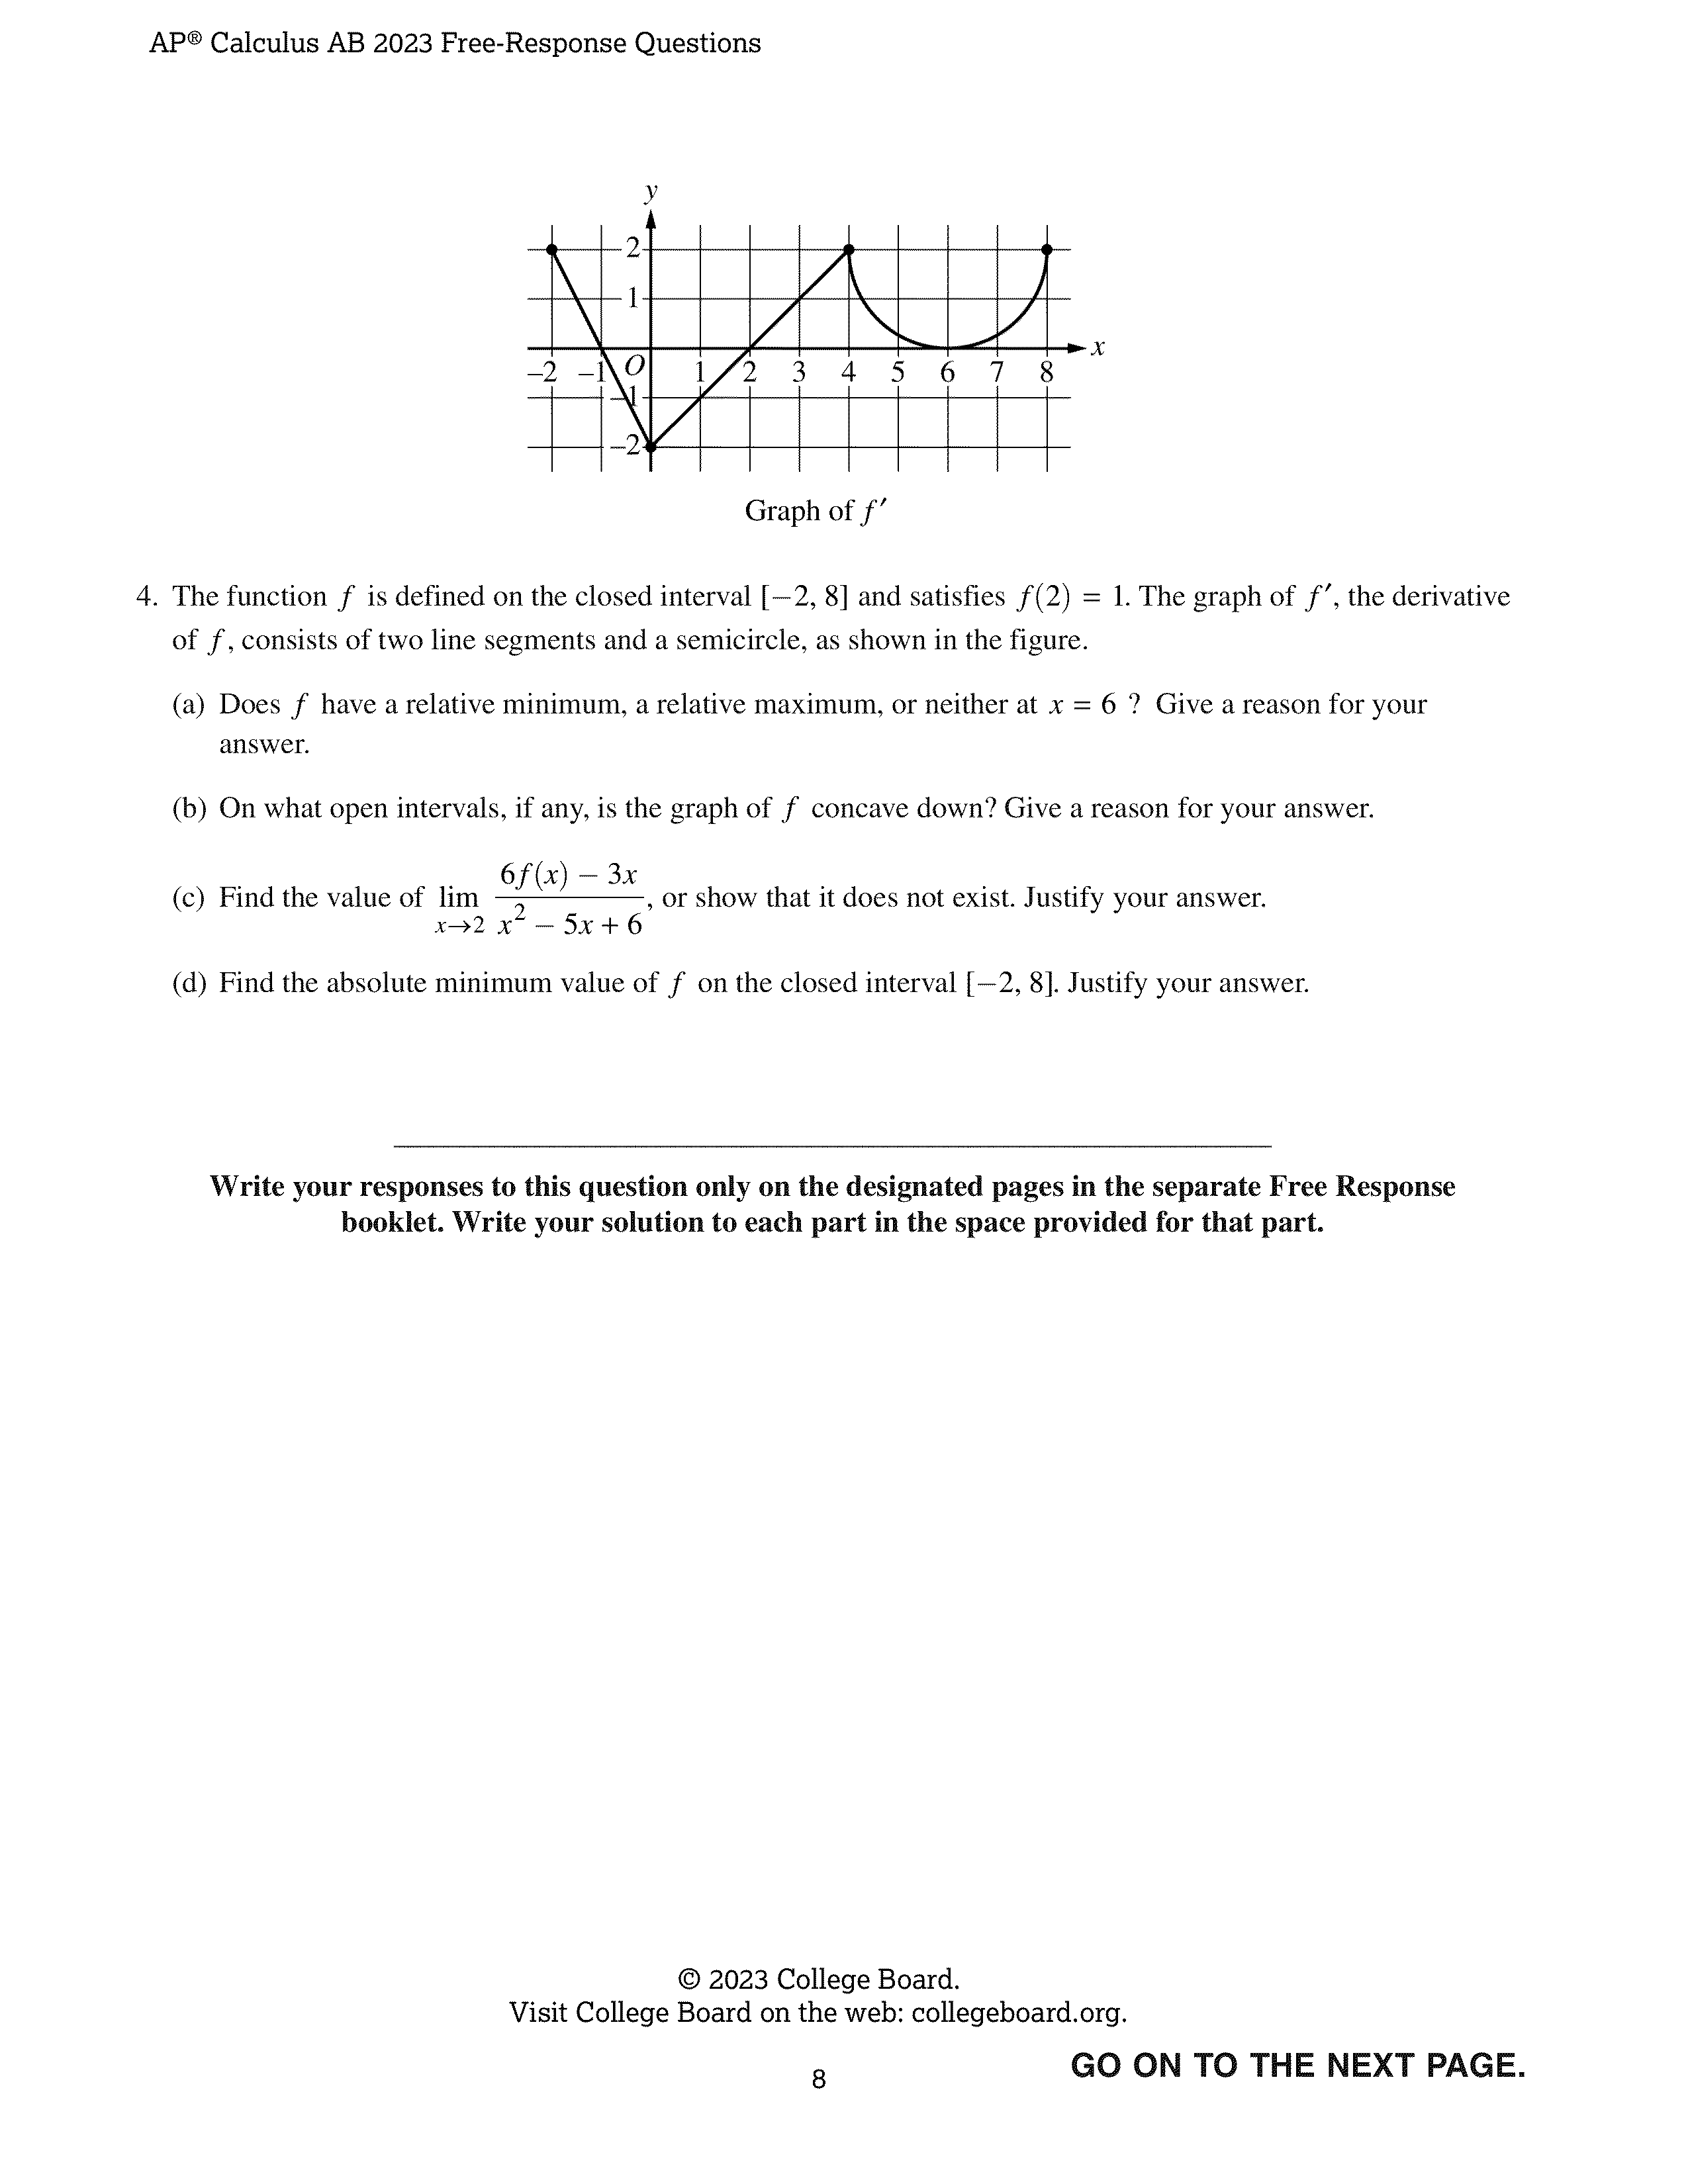 AP® Calculus AB 2023 Free-Response Questions
y
2
1
O
x
–2 –1 1 2 3 4 5 6 7 8
–1
–2
Graph of f′
4. The function f is defined on the closed interval [−2, 8] and satisfies f(2) = 1. The graph of f′, the derivative
of f, consists of two line segments and a semicircle, as shown in the figure.
(a) Does f have a relative minimum, a relative maximum, or neither at x = 6 ? Give a reason for your
answer.
(b) On what open intervals, if any, is the graph of f concave down? Give a reason for your answer.
(c) Find the value of lim x→2 (6f(x) − 3x)/(x² − 5x + 6), or show that it does not exist. Justify your answer.
(d) Find the absolute minimum value of f on the closed interval [−2, 8]. Justify your answer.
Write your responses to this question only on the designated pages in the separate Free Response
booklet. Write your solution to each part in the space provided for that part.
© 2023 College Board.
Visit College Board on the web: collegeboard.org.
GO ON TO THE NEXT PAGE.
8